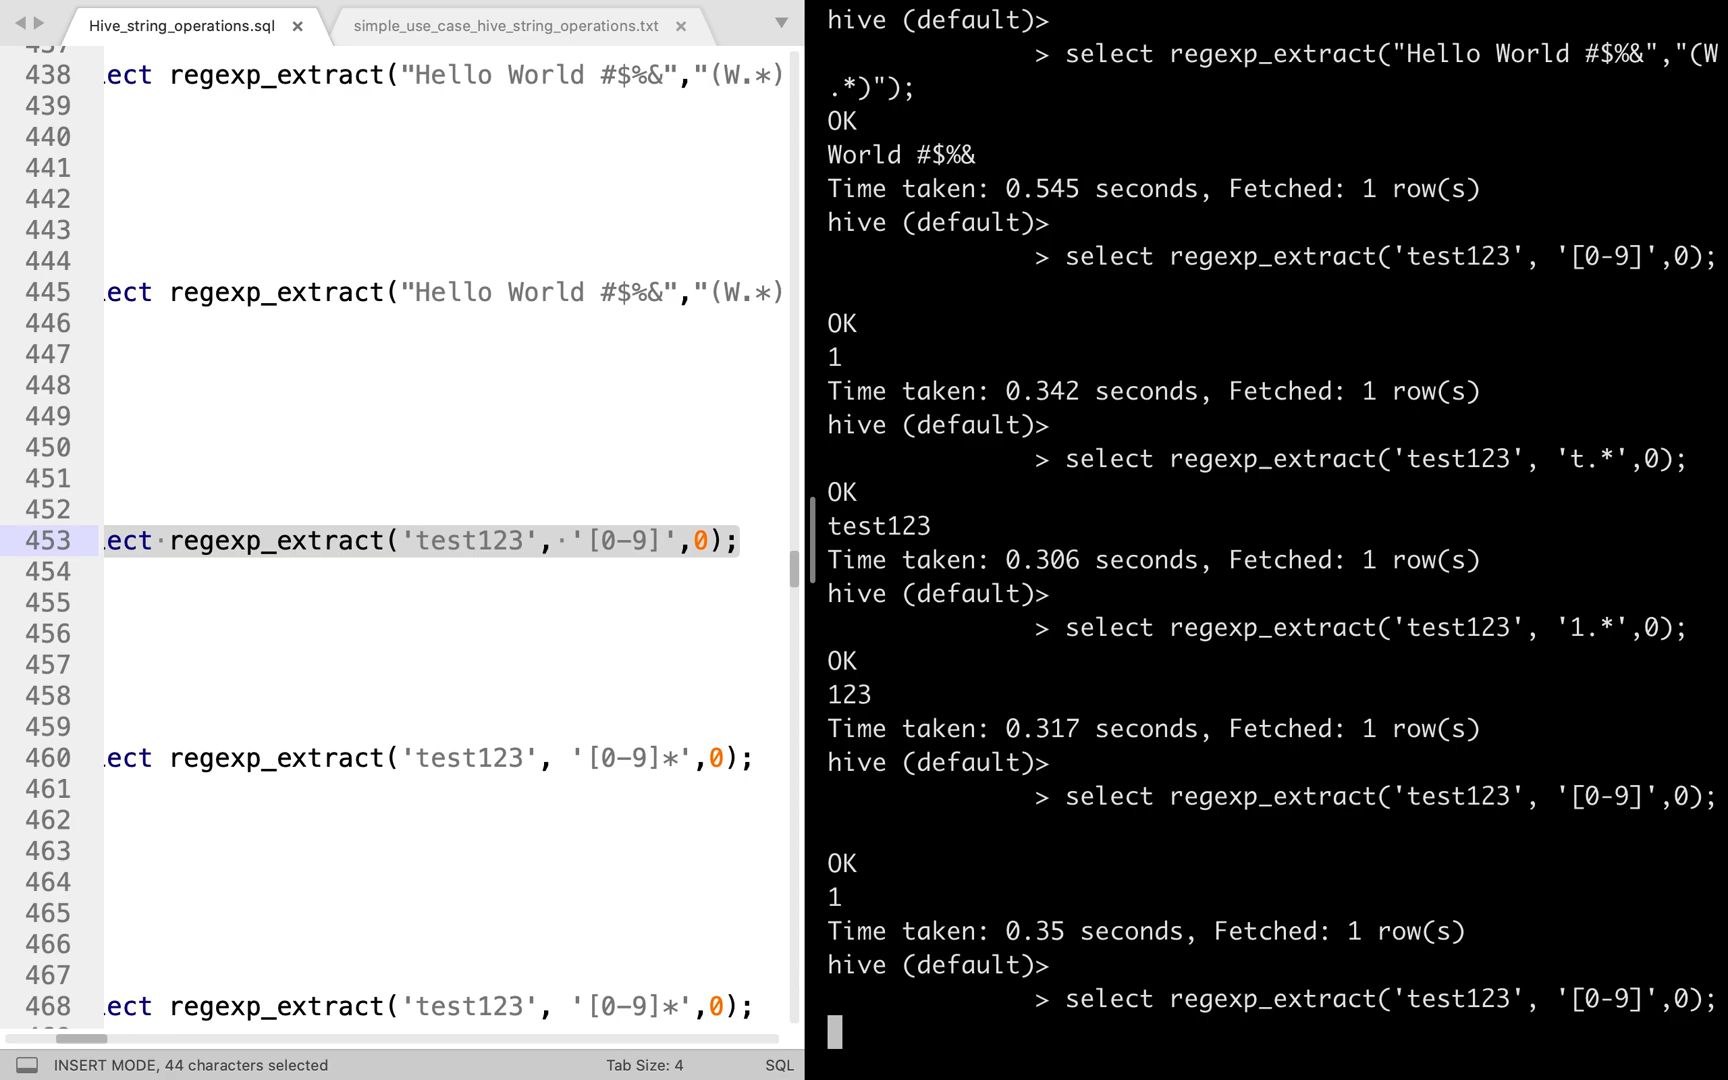 Hive_string_operations.sql
simple_use_case_hive_string_operations.txt
437
438 lect regexp_extract("Hello World #$%&","(W.*)
439
440
441
442
443
444
445 lect regexp_extract("Hello World #$%&","(W.*)
446
447
448
449
450
451
452
453 lect regexp_extract('test123', '[0-9]',0);
454
455
456
457
458
459
460 lect regexp_extract('test123', '[0-9]*',0);
461
462
463
464
465
466
467
468 lect regexp_extract('test123', '[0-9]*',0);
INSERT MODE, 44 characters selected
Tab Size: 4
SQL
hive (default)>
> select regexp_extract("Hello World #$%&","(W
.*)");
OK
World #$%&
Time taken: 0.545 seconds, Fetched: 1 row(s)
hive (default)>
> select regexp_extract('test123', '[0-9]',0);
OK
1
Time taken: 0.342 seconds, Fetched: 1 row(s)
hive (default)>
> select regexp_extract('test123', 't.*',0);
OK
test123
Time taken: 0.306 seconds, Fetched: 1 row(s)
hive (default)>
> select regexp_extract('test123', '1.*',0);
OK
123
Time taken: 0.317 seconds, Fetched: 1 row(s)
hive (default)>
> select regexp_extract('test123', '[0-9]',0);
OK
1
Time taken: 0.35 seconds, Fetched: 1 row(s)
hive (default)>
> select regexp_extract('test123', '[0-9]',0);